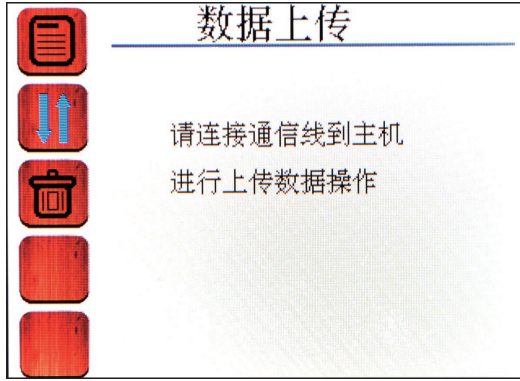 数据上传
请连接通信线到主机
进行上传数据操作